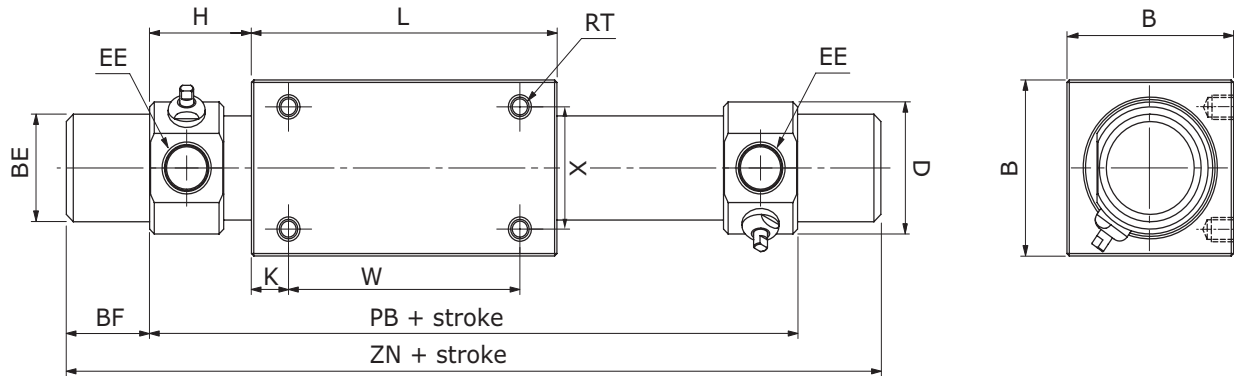 H
L
RT
B
EE
EE
BE
X
D
B
K
W
BF
PB + stroke
ZN + stroke